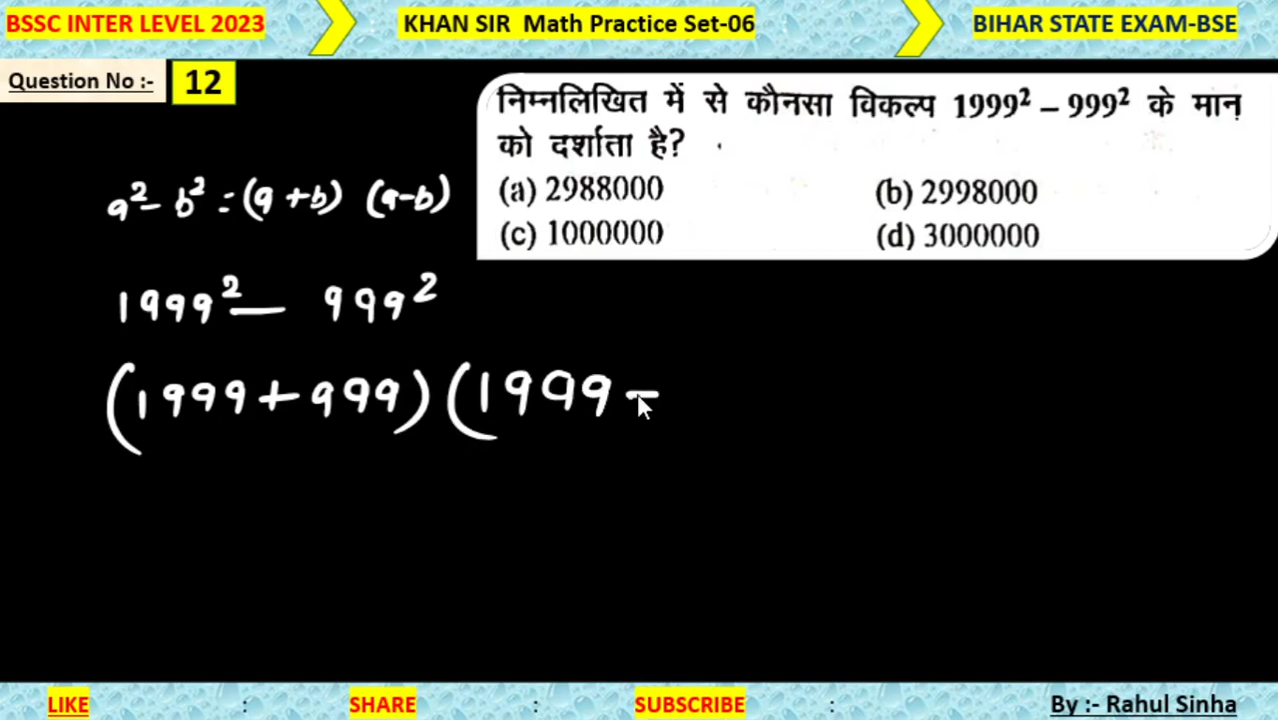 BSSC INTER LEVEL 2023 KHAN SIR Math Practice Set-06 BIHAR STATE EXAM-BSE
Question No :- 12
निम्नलिखित में से कौनसा विकल्प 1999² – 999² के मान
को दर्शाता है?
(a) 2988000 (b) 2998000
(c) 1000000 (d) 3000000
a² - b² = (a + b) (a - b)
1999² — 999²
(1999 + 999) (1999 -
LIKE : SHARE : SUBSCRIBE : By :- Rahul Sinha